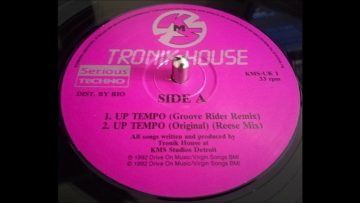 KMS
TRONIK HOUSE
Serious
TECHNO
SIDE A
KMS-UK 1
33 rpm
DIST. BY RIO
1. UP TEMPO (Groove Rider Remix)
2. UP TEMPO (Original) (Reese Mix)
All songs written and produced by
Tronik House at
KMS Studios Detroit
© 1992 Drive On Music/Virgin Songs BMI
℗ 1992 Drive On Music/Virgin Songs BMI